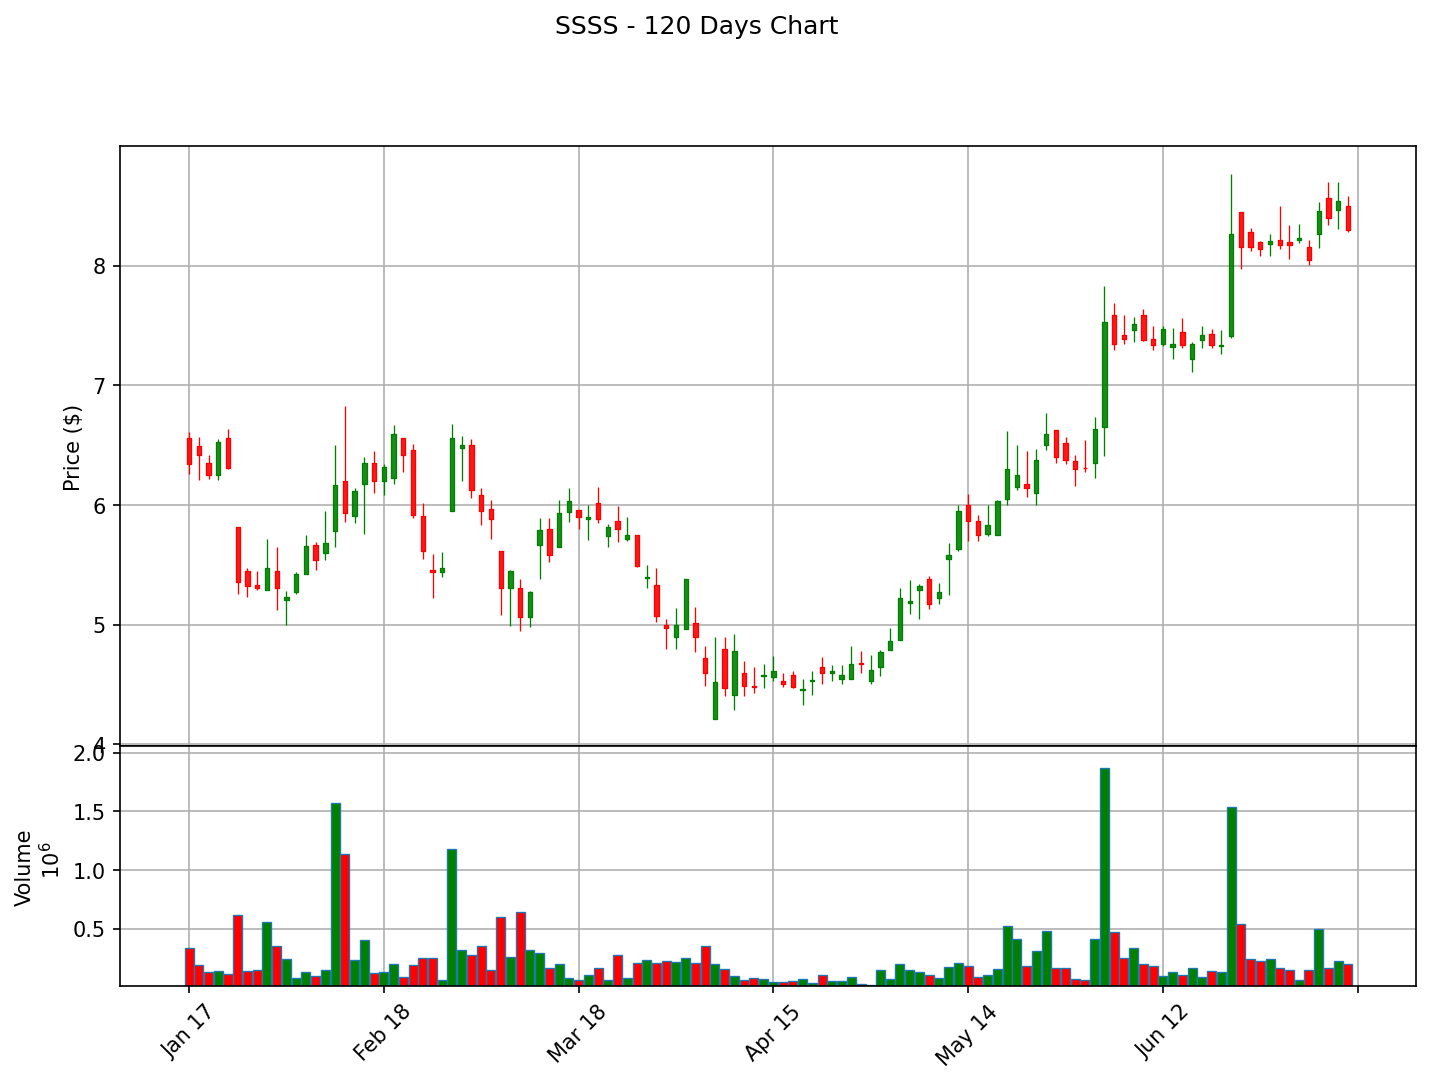 SSSS - 120 Days Chart
Price ($)
8
7
6
5
4
Volume
10^6
2.0
1.5
1.0
0.5
Jan 17
Feb 18
Mar 18
Apr 15
May 14
Jun 12